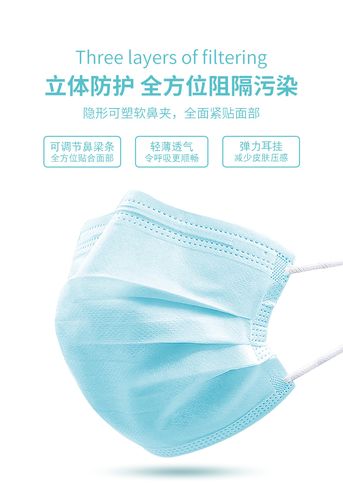 Three layers of filtering
立体防护 全方位阻隔污染
隐形可塑软鼻夹，全面紧贴面部
可调节鼻梁条
全方位贴合面部
轻薄透气
令呼吸更顺畅
弹力耳挂
减少皮肤压感